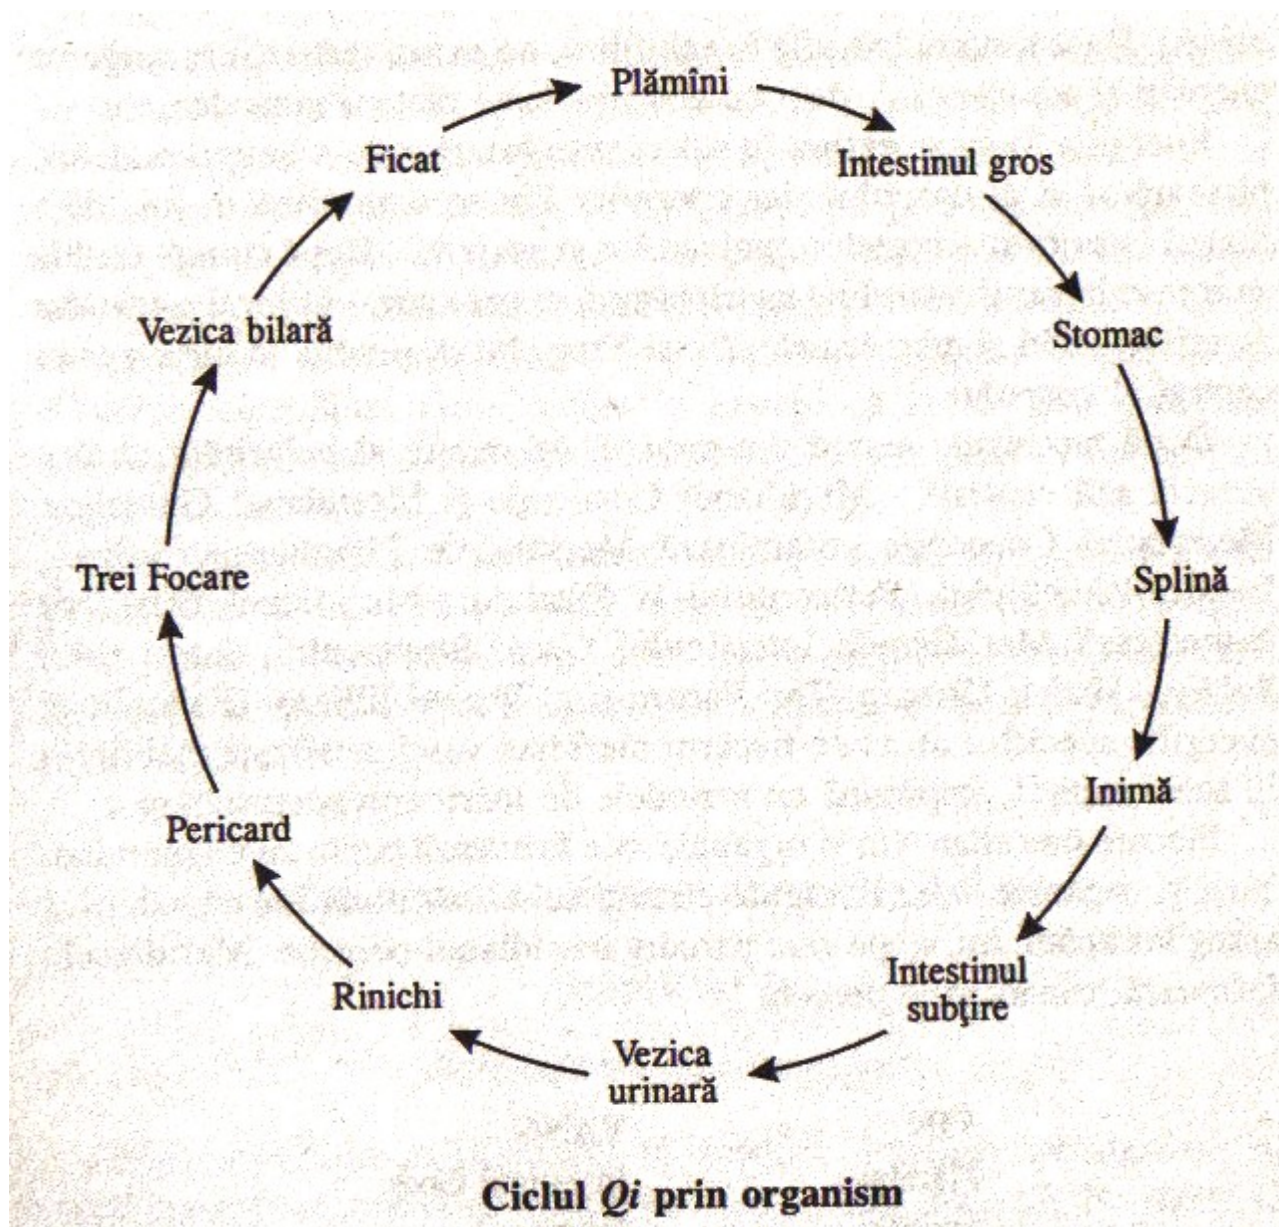 Plămîni
Intestinul gros
Stomac
Splină
Inimă
Intestinul
subţire
Vezica
urinară
Rinichi
Pericard
Trei Focare
Vezica bilară
Ficat
Ciclul Qi prin organism